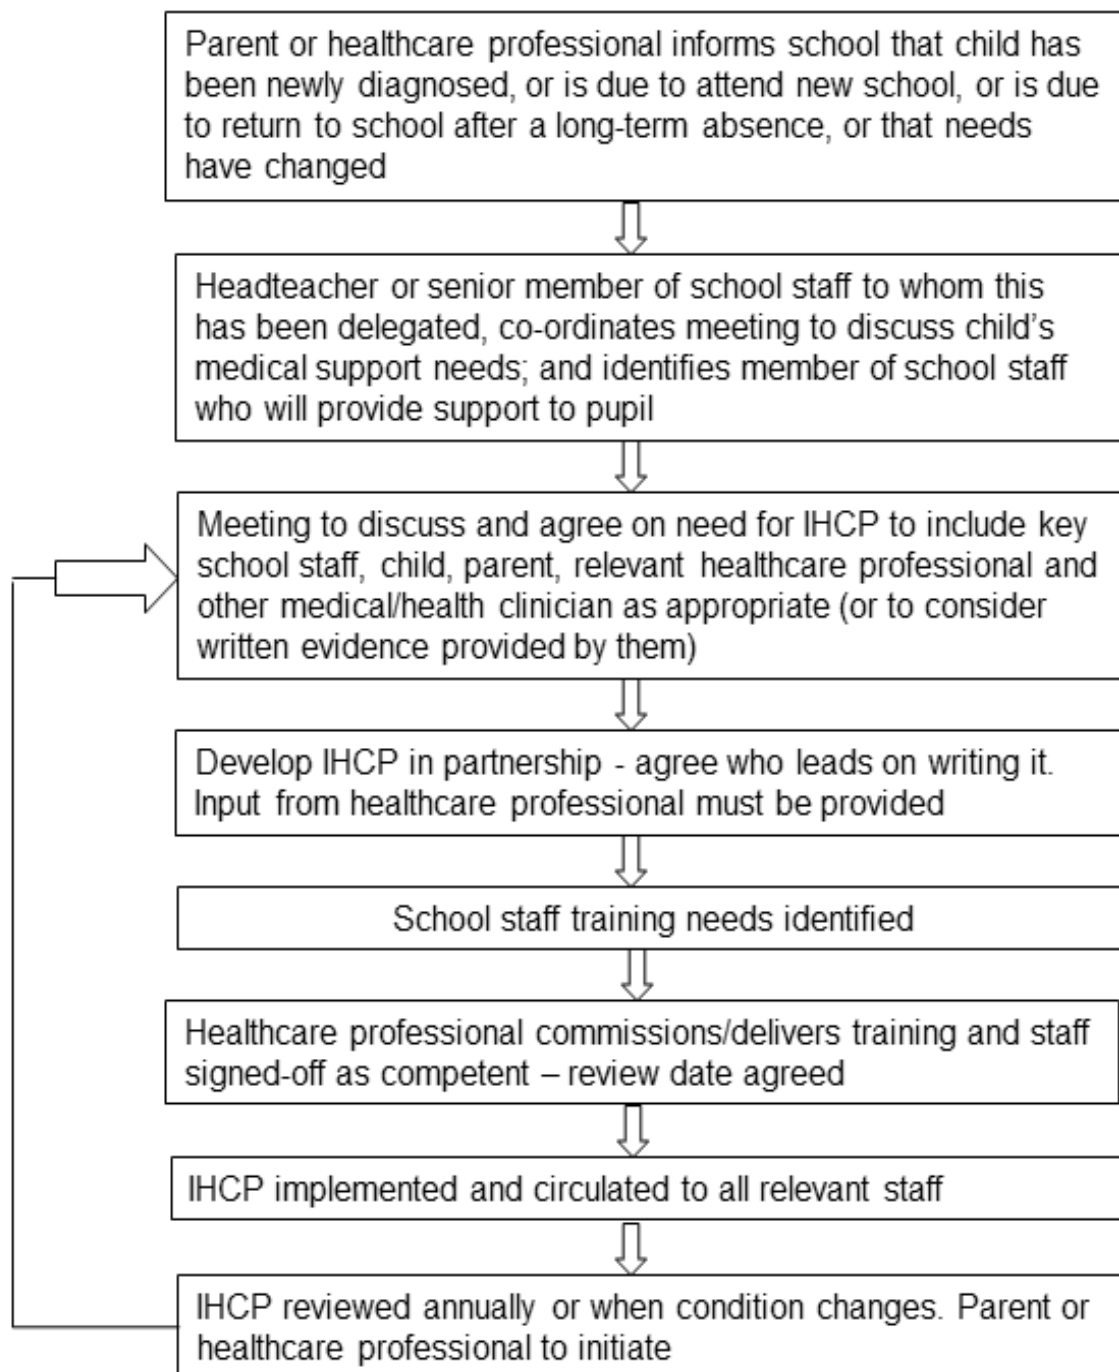 Parent or healthcare professional informs school that child has
been newly diagnosed, or is due to attend new school, or is due
to return to school after a long-term absence, or that needs
have changed
Headteacher or senior member of school staff to whom this
has been delegated, co-ordinates meeting to discuss child’s
medical support needs; and identifies member of school staff
who will provide support to pupil
Meeting to discuss and agree on need for IHCP to include key
school staff, child, parent, relevant healthcare professional and
other medical/health clinician as appropriate (or to consider
written evidence provided by them)
Develop IHCP in partnership - agree who leads on writing it.
Input from healthcare professional must be provided
School staff training needs identified
Healthcare professional commissions/delivers training and staff
signed-off as competent – review date agreed
IHCP implemented and circulated to all relevant staff
IHCP reviewed annually or when condition changes. Parent or
healthcare professional to initiate